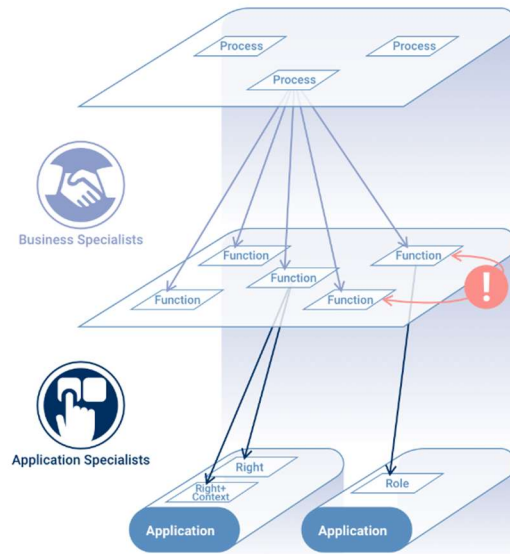 Process
Process
Process
Business Specialists
Function
Function
Function
Function
Function
!
Application Specialists
Right
Right+
Context
Role
Application
Application